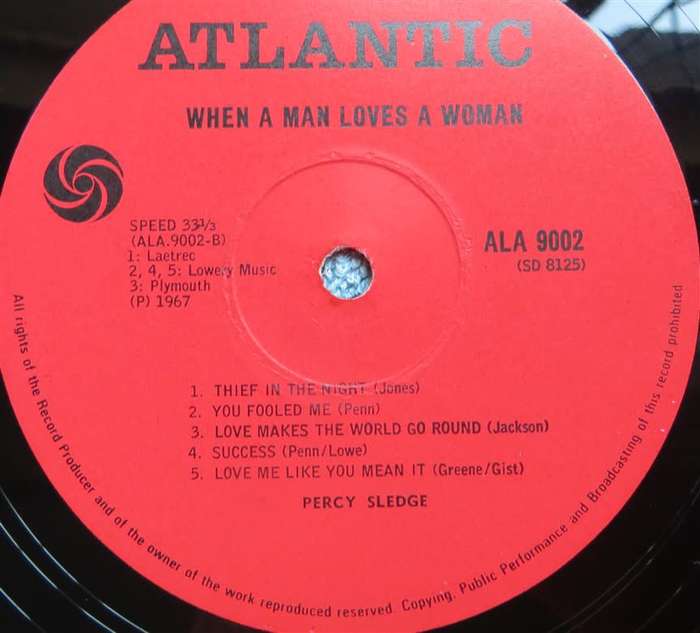 ATLANTIC
WHEN A MAN LOVES A WOMAN
SPEED 33⅓
(ALA.9002-B)
1: Laetrec
2, 4, 5: Lowery Music
3: Plymouth
(P) 1967
ALA 9002
(SD 8125)
1. THIEF IN THE NIGHT (Jones)
2. YOU FOOLED ME (Penn)
3. LOVE MAKES THE WORLD GO ROUND (Jackson)
4. SUCCESS (Penn/Lowe)
5. LOVE ME LIKE YOU MEAN IT (Greene/Gist)
PERCY SLEDGE
All rights of the Record Producer and of the owner of the work reproduced reserved. Copying, Public Performance and Broadcasting of this record prohibited